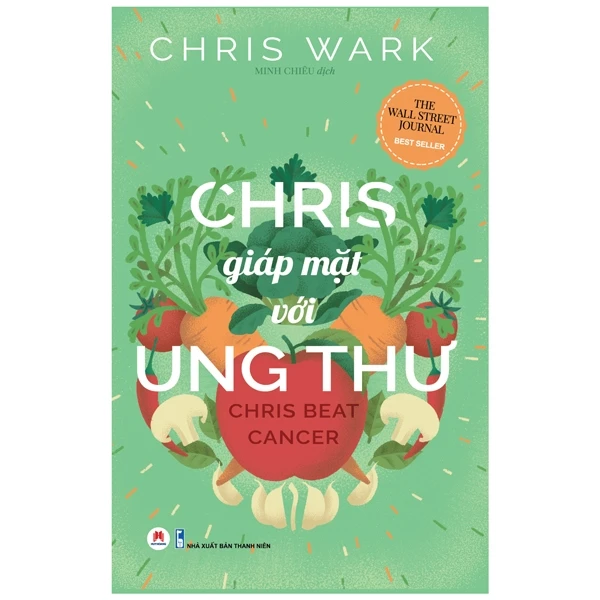 CHRIS WARK
MINH CHIÊU dịch
THE
WALL STREET
JOURNAL
BEST SELLER
CHRIS
giáp mặt
với
UNG THƯ
CHRIS BEAT
CANCER
NHÀ XUẤT BẢN THANH NIÊN